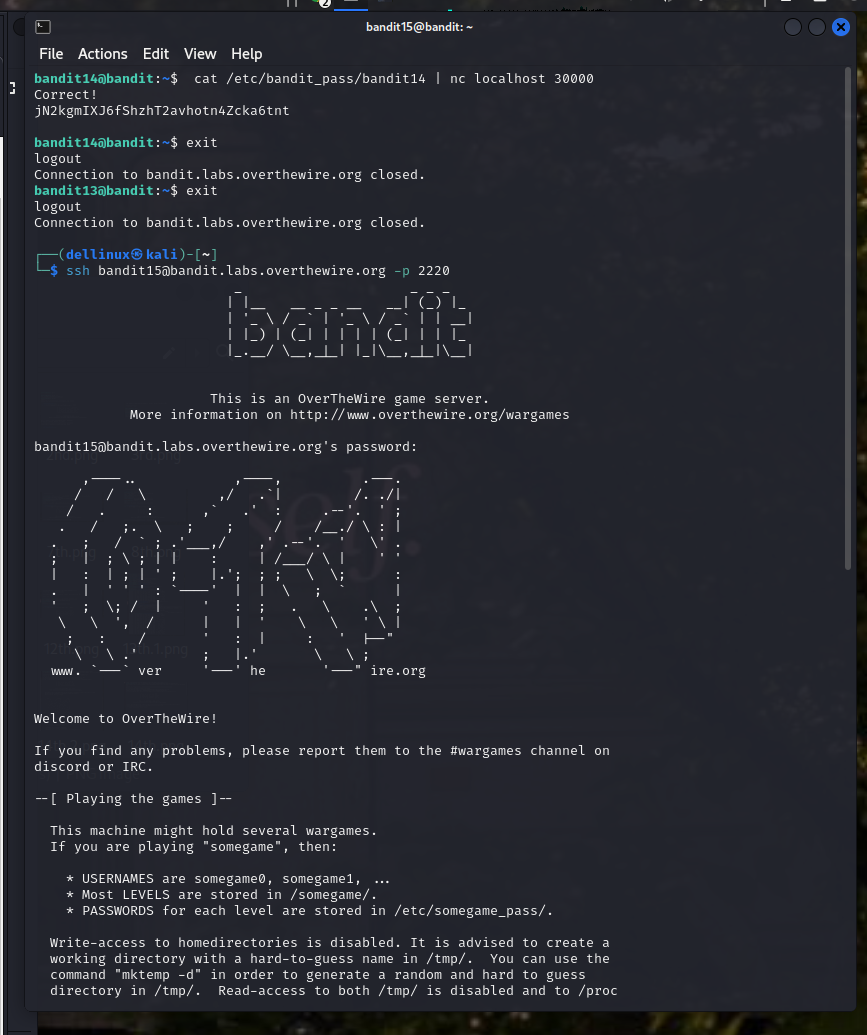 2
bandit15@bandit: ~
File Actions Edit View Help
bandit14@bandit:~$  cat /etc/bandit_pass/bandit14 | nc localhost 30000
Correct!
jN2kgmIXJ6fShzhT2avhotn4Zcka6tnt
bandit14@bandit:~$ exit
logout
Connection to bandit.labs.overthewire.org closed.
bandit13@bandit:~$ exit
logout
Connection to bandit.labs.overthewire.org closed.
┌──(dellinux㉿kali)-[~]
└─$ ssh bandit15@bandit.labs.overthewire.org -p 2220
bandit
This is an OverTheWire game server.
More information on http://www.overthewire.org/wargames
bandit15@bandit.labs.overthewire.org's password:
www. ver he ire.org
Welcome to OverTheWire!
If you find any problems, please report them to the #wargames channel on
discord or IRC.
--[ Playing the games ]--
This machine might hold several wargames.
If you are playing "somegame", then:
* USERNAMES are somegame0, somegame1, ...
* Most LEVELS are stored in /somegame/.
* PASSWORDS for each level are stored in /etc/somegame_pass/.
Write-access to homedirectories is disabled. It is advised to create a
working directory with a hard-to-guess name in /tmp/.  You can use the
command "mktemp -d" in order to generate a random and hard to guess
directory in /tmp/.  Read-access to both /tmp/ is disabled and to /proc